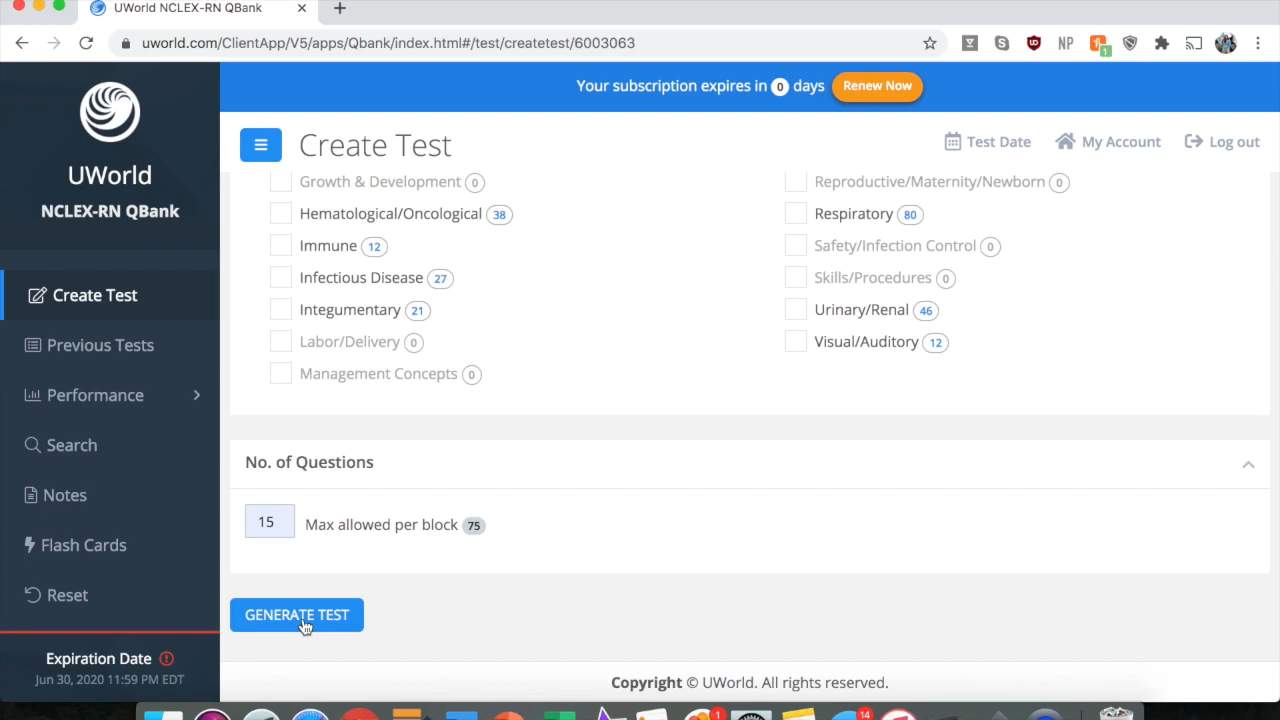 UWorld NCLEX-RN QBank
uworld.com/ClientApp/V5/apps/Qbank/index.html#/test/createtest/6003063
NP
1
Your subscription expires in 0 days Renew Now
UWorld
NCLEX-RN QBank
Create Test
Test Date
My Account
Log out
Create Test
Previous Tests
Performance
Search
Notes
Flash Cards
Reset
Expiration Date
Jun 30, 2020 11:59 PM EDT
Growth & Development 0
Hematological/Oncological 38
Immune 12
Infectious Disease 27
Integumentary 21
Labor/Delivery 0
Management Concepts 0
Reproductive/Maternity/Newborn 0
Respiratory 80
Safety/Infection Control 0
Skills/Procedures 0
Urinary/Renal 46
Visual/Auditory 12
No. of Questions
15 Max allowed per block 75
GENERATE TEST
Copyright © UWorld. All rights reserved.
1
14